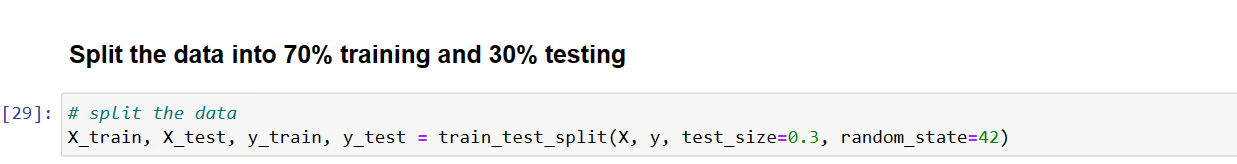 Split the data into 70% training and 30% testing
[29]: # split the data
X_train, X_test, y_train, y_test = train_test_split(X, y, test_size=0.3, random_state=42)